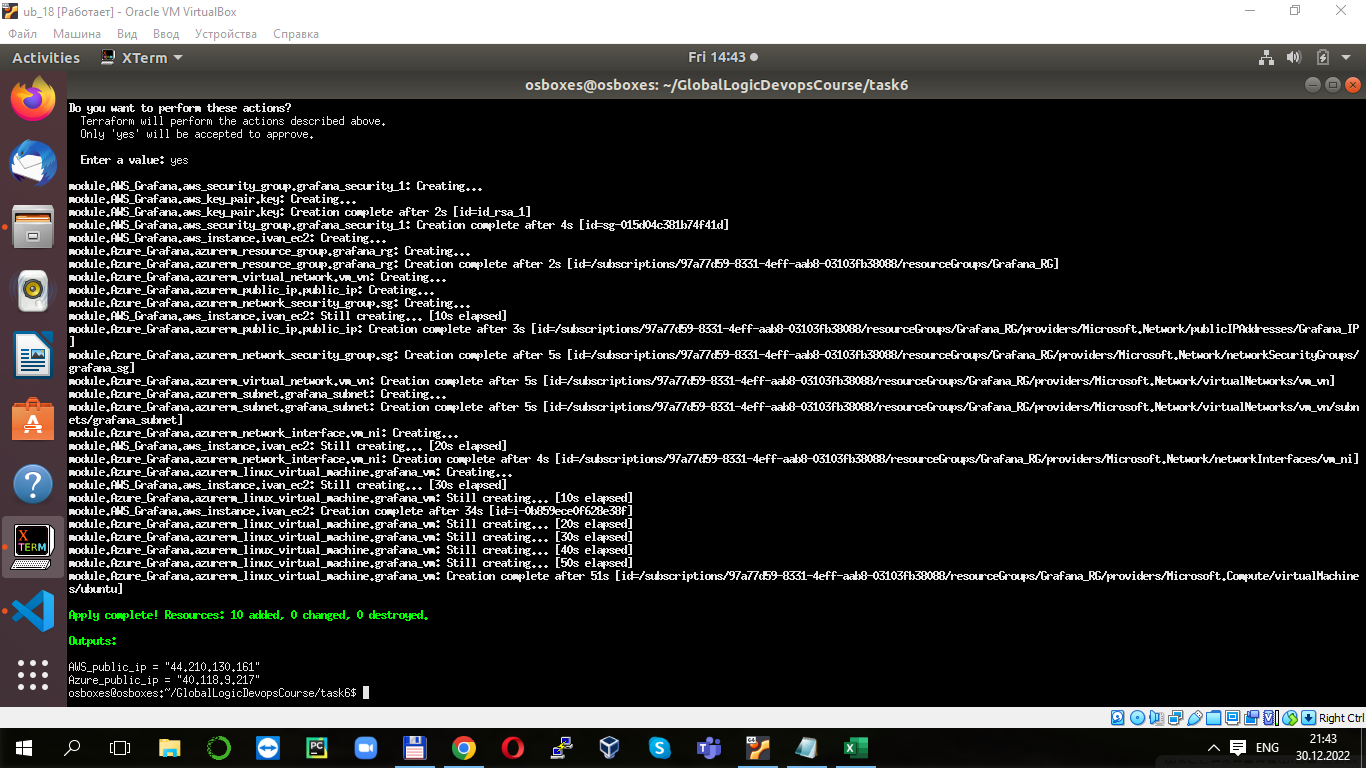 ub_18 [Работает] - Oracle VM VirtualBox
Файл Машина Вид Ввод Устройства Справка
Activities XTerm Fri 14:43
osboxes@osboxes: ~/GlobalLogicDevopsCourse/task6
Do you want to perform these actions?
Terraform will perform the actions described above.
Only 'yes' will be accepted to approve.
Enter a value: yes
module.AWS_Grafana.aws_security_group.grafana_security_1: Creating...
module.AWS_Grafana.aws_key_pair.key: Creating...
module.AWS_Grafana.aws_key_pair.key: Creation complete after 2s [id=id_rsa_1]
module.AWS_Grafana.aws_security_group.grafana_security_1: Creation complete after 4s [id=sg-015d04c381b74f41d]
module.AWS_Grafana.aws_instance.ivan_ec2: Creating...
module.Azure_Grafana.azurerm_resource_group.grafana_rg: Creating...
module.Azure_Grafana.azurerm_resource_group.grafana_rg: Creation complete after 2s [id=/subscriptions/97a77d59-8331-4eff-aab8-03103fb38088/resourceGroups/Grafana_RG]
module.Azure_Grafana.azurerm_virtual_network.vm_vn: Creating...
module.Azure_Grafana.azurerm_public_ip.public_ip: Creating...
module.Azure_Grafana.azurerm_network_security_group.sg: Creating...
module.AWS_Grafana.aws_instance.ivan_ec2: Still creating... [10s elapsed]
module.Azure_Grafana.azurerm_public_ip.public_ip: Creation complete after 3s [id=/subscriptions/97a77d59-8331-4eff-aab8-03103fb38088/resourceGroups/Grafana_RG/providers/Microsoft.Network/publicIPAddresses/Grafana_IP
]
module.Azure_Grafana.azurerm_network_security_group.sg: Creation complete after 5s [id=/subscriptions/97a77d59-8331-4eff-aab8-03103fb38088/resourceGroups/Grafana_RG/providers/Microsoft.Network/networkSecurityGroups/
grafana_sg]
module.Azure_Grafana.azurerm_virtual_network.vm_vn: Creation complete after 5s [id=/subscriptions/97a77d59-8331-4eff-aab8-03103fb38088/resourceGroups/Grafana_RG/providers/Microsoft.Network/virtualNetworks/vm_vn]
module.Azure_Grafana.azurerm_subnet.grafana_subnet: Creating...
module.Azure_Grafana.azurerm_subnet.grafana_subnet: Creation complete after 5s [id=/subscriptions/97a77d59-8331-4eff-aab8-03103fb38088/resourceGroups/Grafana_RG/providers/Microsoft.Network/virtualNetworks/vm_vn/subn
ets/grafana_subnet]
module.Azure_Grafana.azurerm_network_interface.vm_ni: Creating...
module.AWS_Grafana.aws_instance.ivan_ec2: Still creating... [20s elapsed]
module.Azure_Grafana.azurerm_network_interface.vm_ni: Creation complete after 4s [id=/subscriptions/97a77d59-8331-4eff-aab8-03103fb38088/resourceGroups/Grafana_RG/providers/Microsoft.Network/networkInterfaces/vm_ni]
module.Azure_Grafana.azurerm_linux_virtual_machine.grafana_vm: Creating...
module.AWS_Grafana.aws_instance.ivan_ec2: Still creating... [30s elapsed]
module.Azure_Grafana.azurerm_linux_virtual_machine.grafana_vm: Still creating... [10s elapsed]
module.AWS_Grafana.aws_instance.ivan_ec2: Creation complete after 34s [id=i-0b859ece0f628e38f]
module.Azure_Grafana.azurerm_linux_virtual_machine.grafana_vm: Still creating... [20s elapsed]
module.Azure_Grafana.azurerm_linux_virtual_machine.grafana_vm: Still creating... [30s elapsed]
module.Azure_Grafana.azurerm_linux_virtual_machine.grafana_vm: Still creating... [40s elapsed]
module.Azure_Grafana.azurerm_linux_virtual_machine.grafana_vm: Still creating... [50s elapsed]
module.Azure_Grafana.azurerm_linux_virtual_machine.grafana_vm: Creation complete after 51s [id=/subscriptions/97a77d59-8331-4eff-aab8-03103fb38088/resourceGroups/Grafana_RG/providers/Microsoft.Compute/virtualMachine
s/ubuntu]
Apply complete! Resources: 10 added, 0 changed, 0 destroyed.
Outputs:
AWS_public_ip = "44.210.130.161"
Azure_public_ip = "40.118.9.217"
osboxes@osboxes:~/GlobalLogicDevopsCourse/task6$
X TERM
Right Ctrl
ENG
21:43
30.12.2022